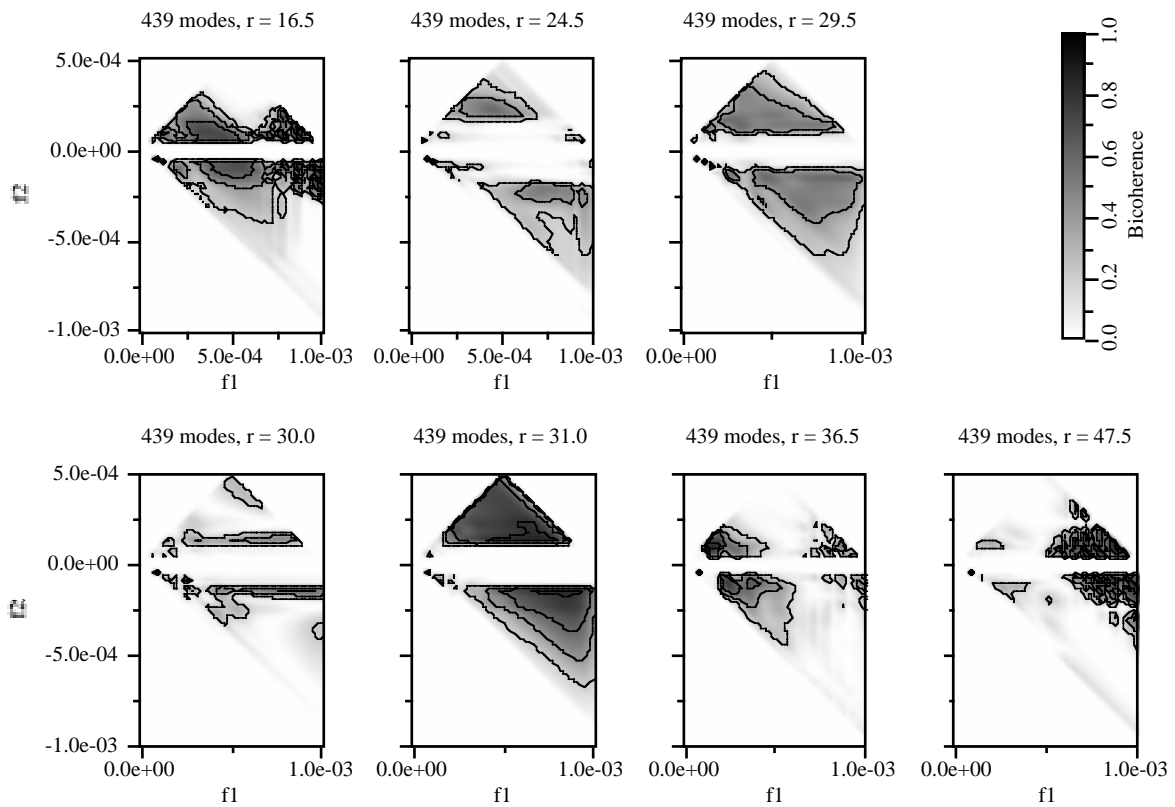 439 modes, r = 16.5
439 modes, r = 24.5
439 modes, r = 29.5
5.0e-04
0.0e+00
-5.0e-04
-1.0e-03
f2
0.0e+00 5.0e-04 1.0e-03
f1
0.0e+00 1.0e-03
f1
0.0e+00 1.0e-03
f1
0.0 0.2 0.4 0.6 0.8 1.0
Bicoherence
439 modes, r = 30.0
439 modes, r = 31.0
439 modes, r = 36.5
439 modes, r = 47.5
5.0e-04
0.0e+00
-5.0e-04
-1.0e-03
f2
0.0e+00 1.0e-03
f1
0.0e+00 1.0e-03
f1
0.0e+00 1.0e-03
f1
0.0e+00 1.0e-03
f1